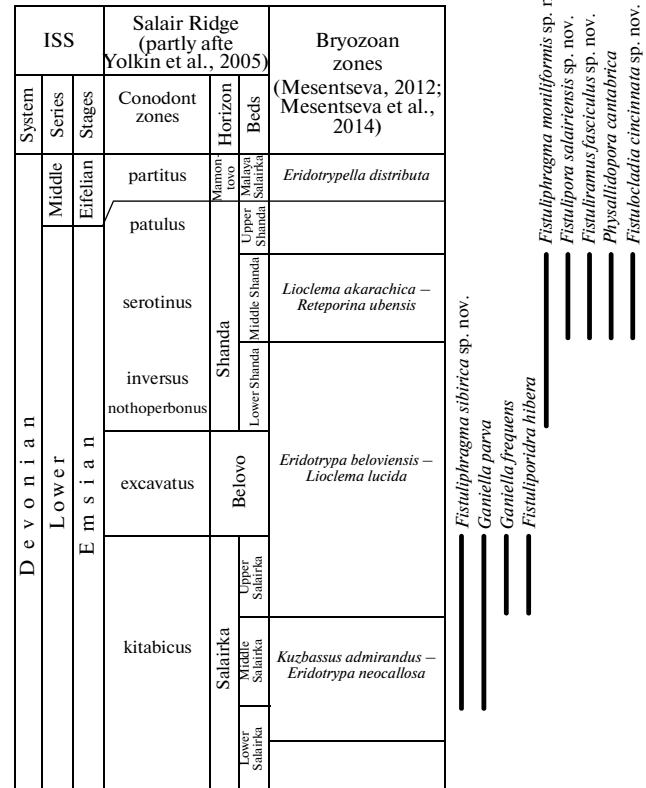 ISS
Salair Ridge
(partly afte
Yolkin et al., 2005)
Bryozoan
zones
(Mesentseva, 2012;
Mesentseva et al.,
2014)
System
Series
Stages
Conodont
zones
Horizon
Beds
Devonian
Middle
Lower
Eifelian
Emsian
partitus
patulus
serotinus
inversus
nothoperbonus
excavatus
kitabicus
Mamon-
tovo
Shanda
Belovo
Salairka
Malaya
Salairka
Upper
Shanda
Middle Shanda
Lower Shanda
Upper
Salairka
Middle
Salairka
Lower
Salairka
Eridotrypella distributa
Lioclema akarachica –
Reteporina ubensis
Eridotrypa beloviensis –
Lioclema lucida
Kuzbassus admirandus –
Eridotrypa neocallosa
Fistuliphragma sibirica sp. nov.
Ganiella parva
Ganiella frequens
Fistuliporidra hibera
Fistuliphragma moniliformis sp.
Fistulipora salairiensis sp. nov.
Fistuliramus fasciculus sp. nov.
Physallidopora cantabrica
Fistulocladia cincinnata sp. nov.